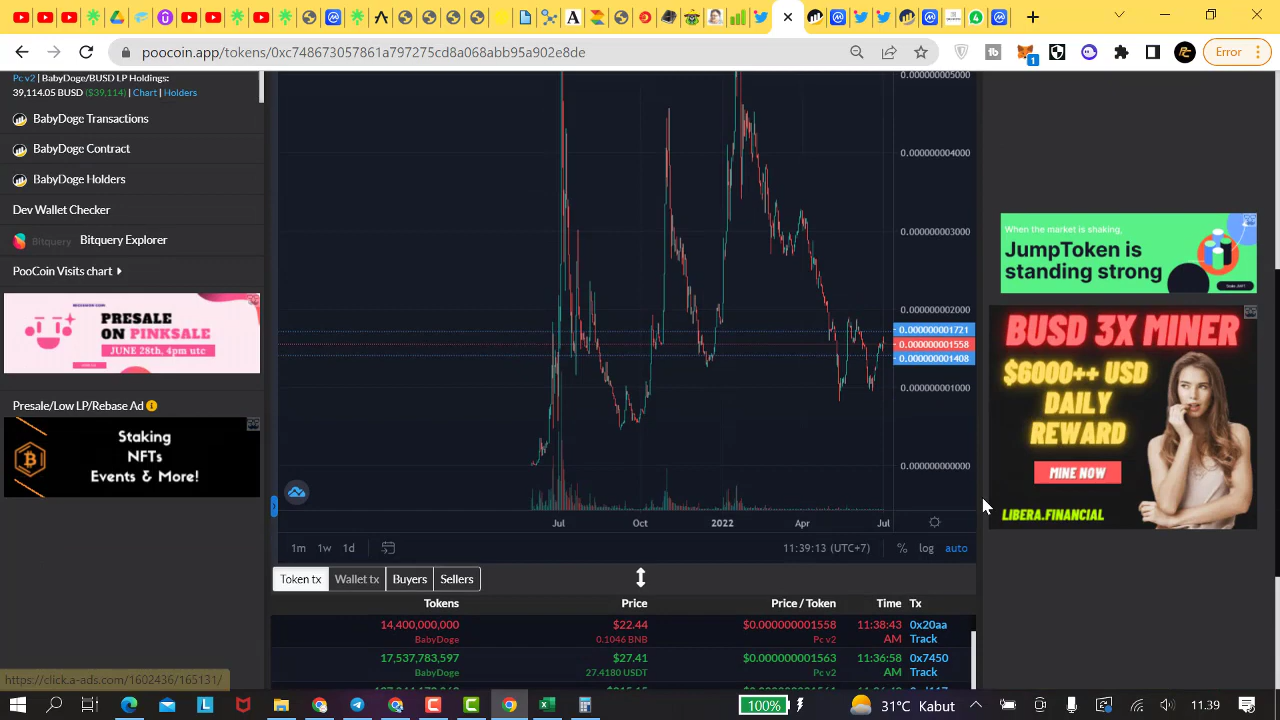 poocoin.app/tokens/0xc748673057861a797275cd8a068abb95a902e8de
1
Error
4
Pc v2 | BabyDoge/BUSD LP Holdings:
39,114.05 BUSD ($39,114) | Chart | Holders
BabyDoge Transactions
BabyDoge Contract
BabyDoge Holders
Dev Wallet Checker
Bitquery Bitquery Explorer
PooCoin Visits chart
PRESALE
ON PINKSALE
JUNE 28th, 4pm utc
Presale/Low LP/Rebase Ad
Staking
NFTs
Events & More!
https://click.a-ads.com/1602436/176131/
0.000000005000
0.000000004000
0.000000003000
0.000000002000
0.000000001721
0.000000001558
0.000000001408
0.000000001000
0.000000000000
Jul Oct 2022 Apr Jul
1m 1w 1d 11:39:13 (UTC+7) % log auto
Token tx Wallet tx Buyers Sellers
Tokens Price Price / Token Time Tx
14,400,000,000 $22.44 $0.000000001558 11:38:43 0x20aa
BabyDoge 0.1046 BNB Pc v2 AM Track
17,537,783,597 $27.41 $0.000000001563 11:36:58 0x7450
BabyDoge 27.4180 USDT Pc v2 AM Track
When the market is shaking,
JumpToken is
standing strong
BUSD 3X MINER
$6000++ USD
DAILY
REWARD
MINE NOW
LIBERA.FINANCIAL
100% 31°C Kabut 11.39